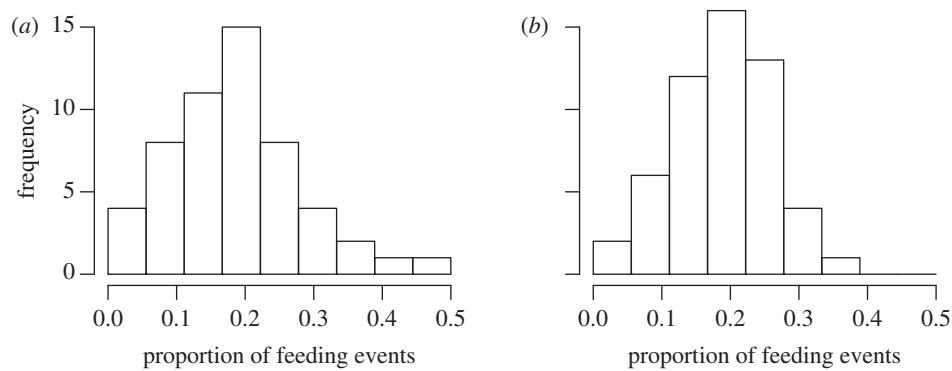 (a)
15
10
5
0
frequency
0.0 0.1 0.2 0.3 0.4 0.5
proportion of feeding events
(b)
0.0 0.1 0.2 0.3 0.4 0.5
proportion of feeding events